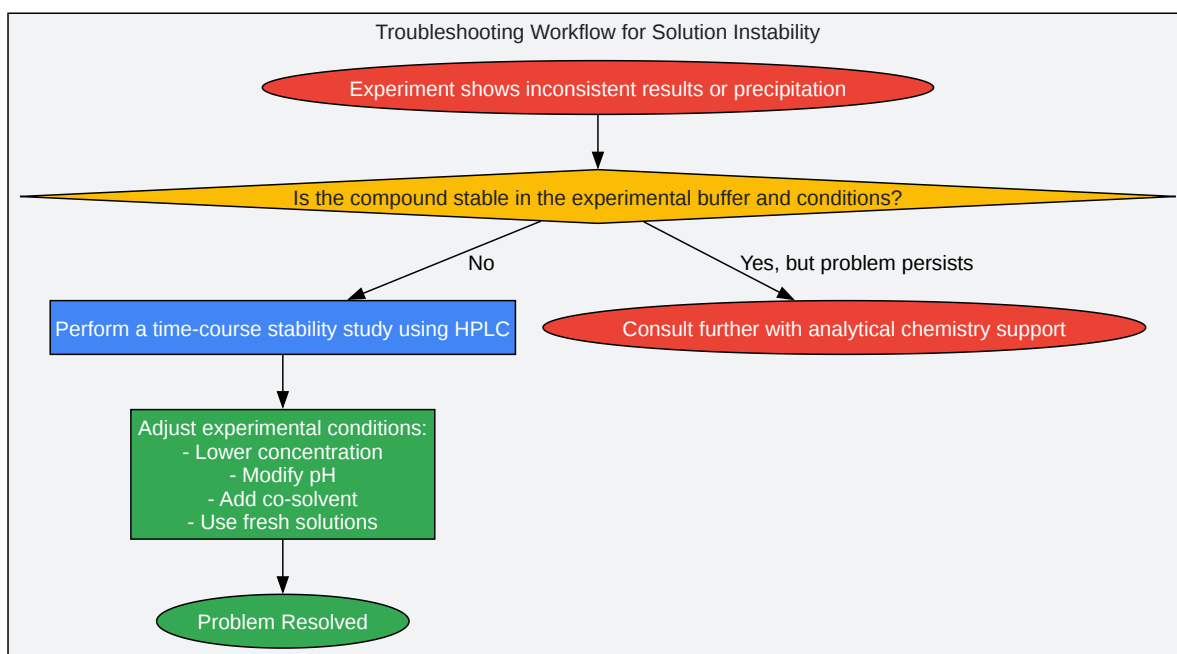 Troubleshooting Workflow for Solution Instability
Experiment shows inconsistent results or precipitation
Is the compound stable in the experimental buffer and conditions?
No
Yes, but problem persists
Perform a time-course stability study using HPLC
Consult further with analytical chemistry support
Adjust experimental conditions:
- Lower concentration
- Modify pH
- Add co-solvent
- Use fresh solutions
Problem Resolved